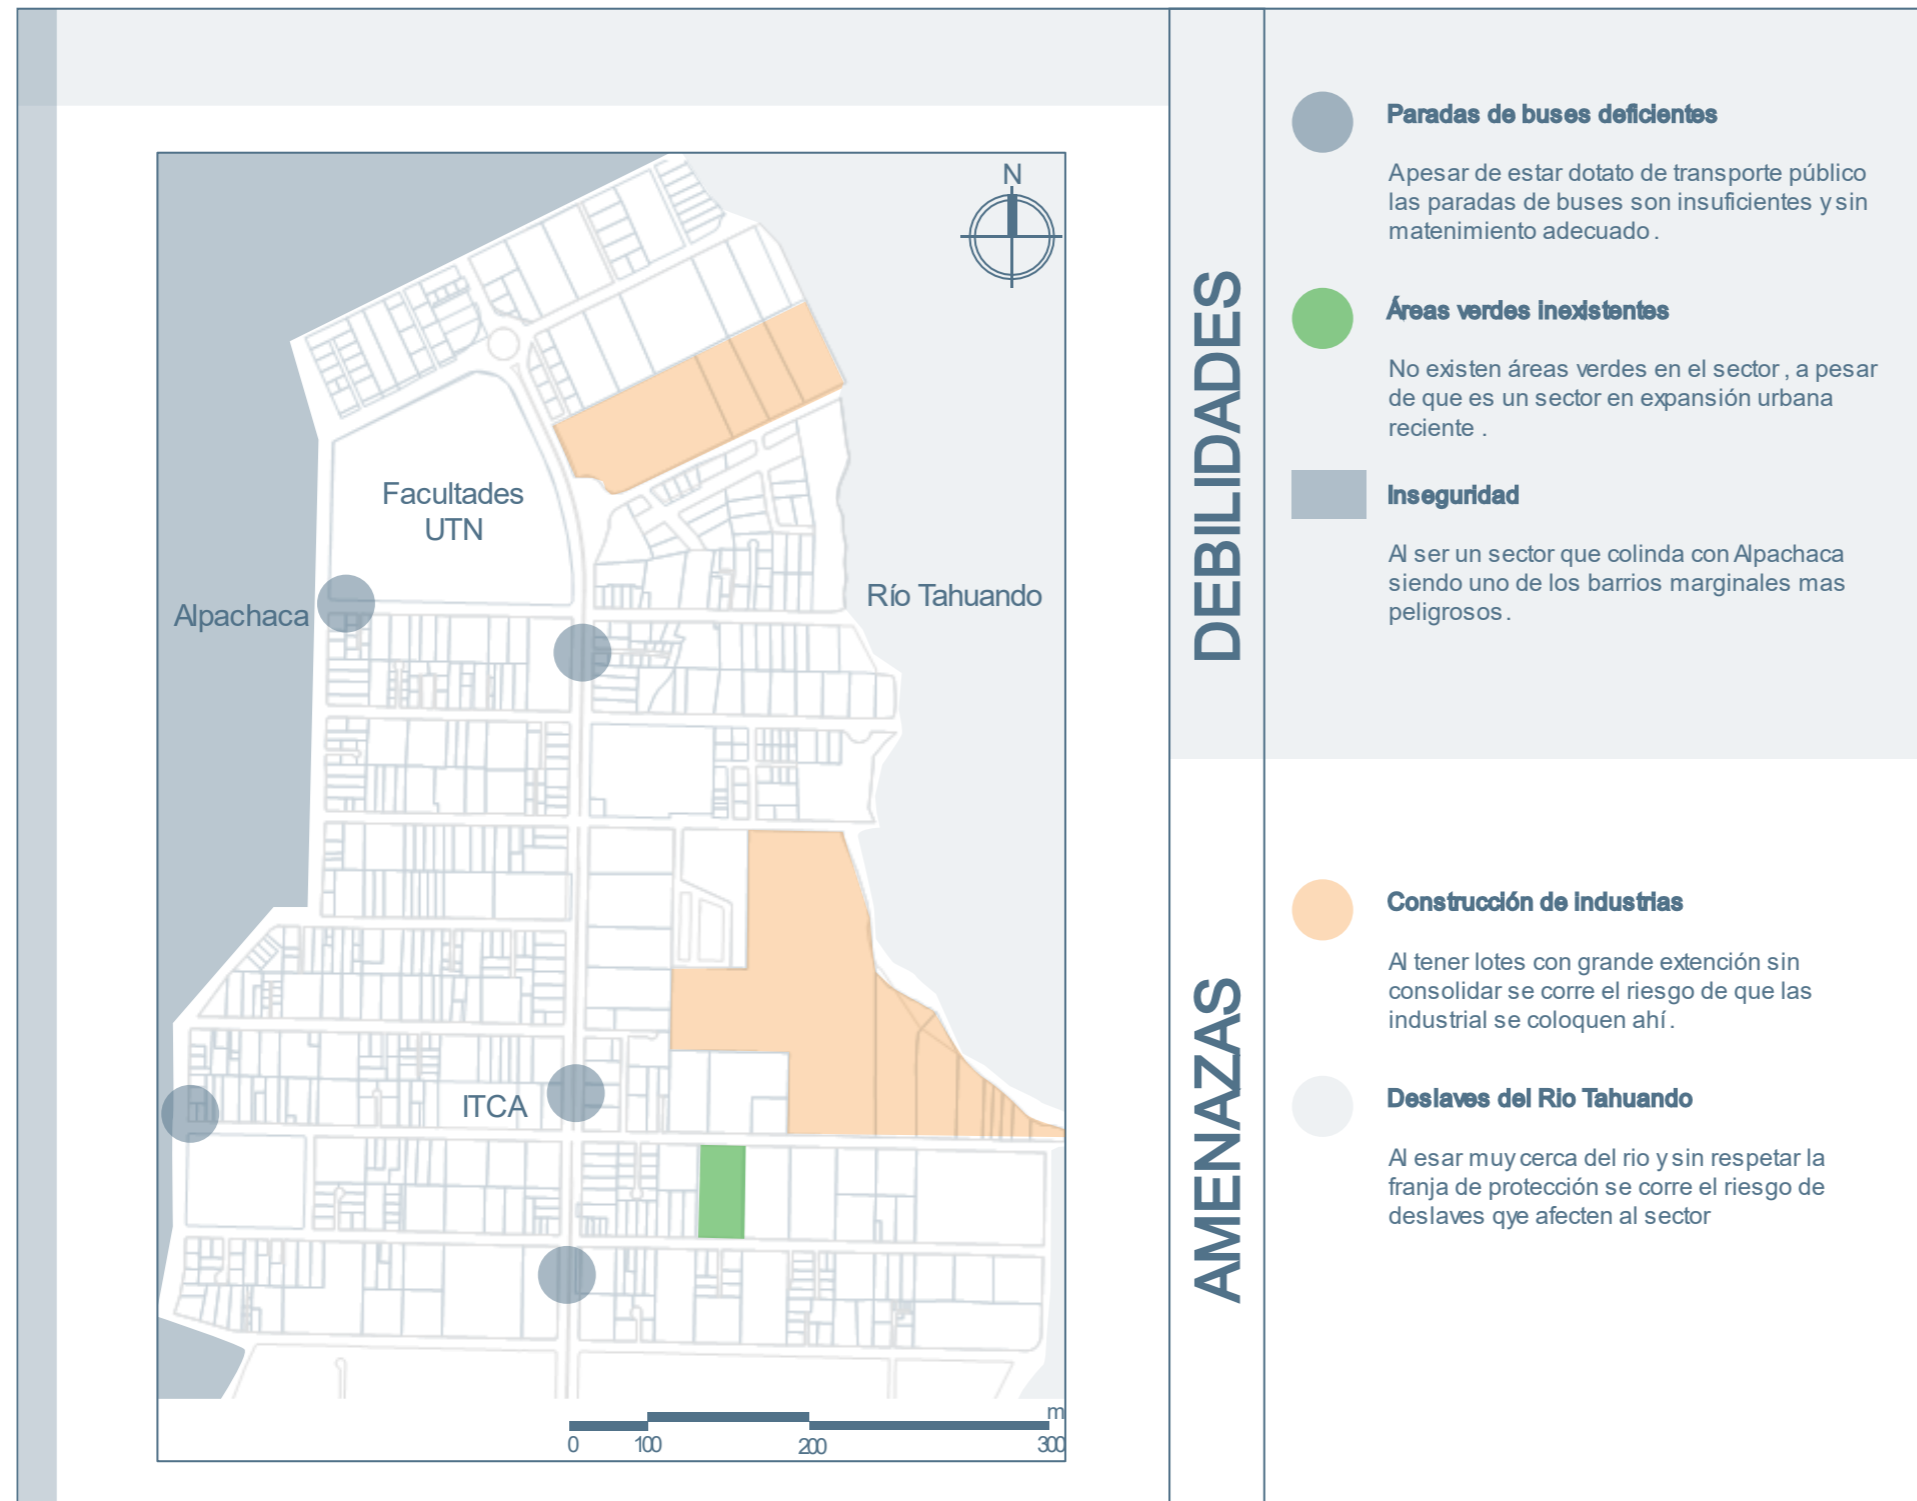 N
Facultades
UTN
Alpachaca
Río Tahuando
ITCA
m
0 100 200 300
DEBILIDADES
Paradas de buses deficientes
Apesar de estar dotato de transporte público
las paradas de buses son insuficientes y sin
matenimiento adecuado.
Áreas verdes inexistentes
No existen áreas verdes en el sector, a pesar
de que es un sector en expansión urbana
reciente.
Inseguridad
Al ser un sector que colinda con Alpachaca
siendo uno de los barrios marginales mas
peligrosos.
AMENAZAS
Construcción de industrias
Al tener lotes con grande extención sin
consolidar se corre el riesgo de que las
industrial se coloquen ahí.
Deslaves del Rio Tahuando
Al esar muy cerca del rio y sin respetar la
franja de protección se corre el riesgo de
deslaves qye afecten al sector